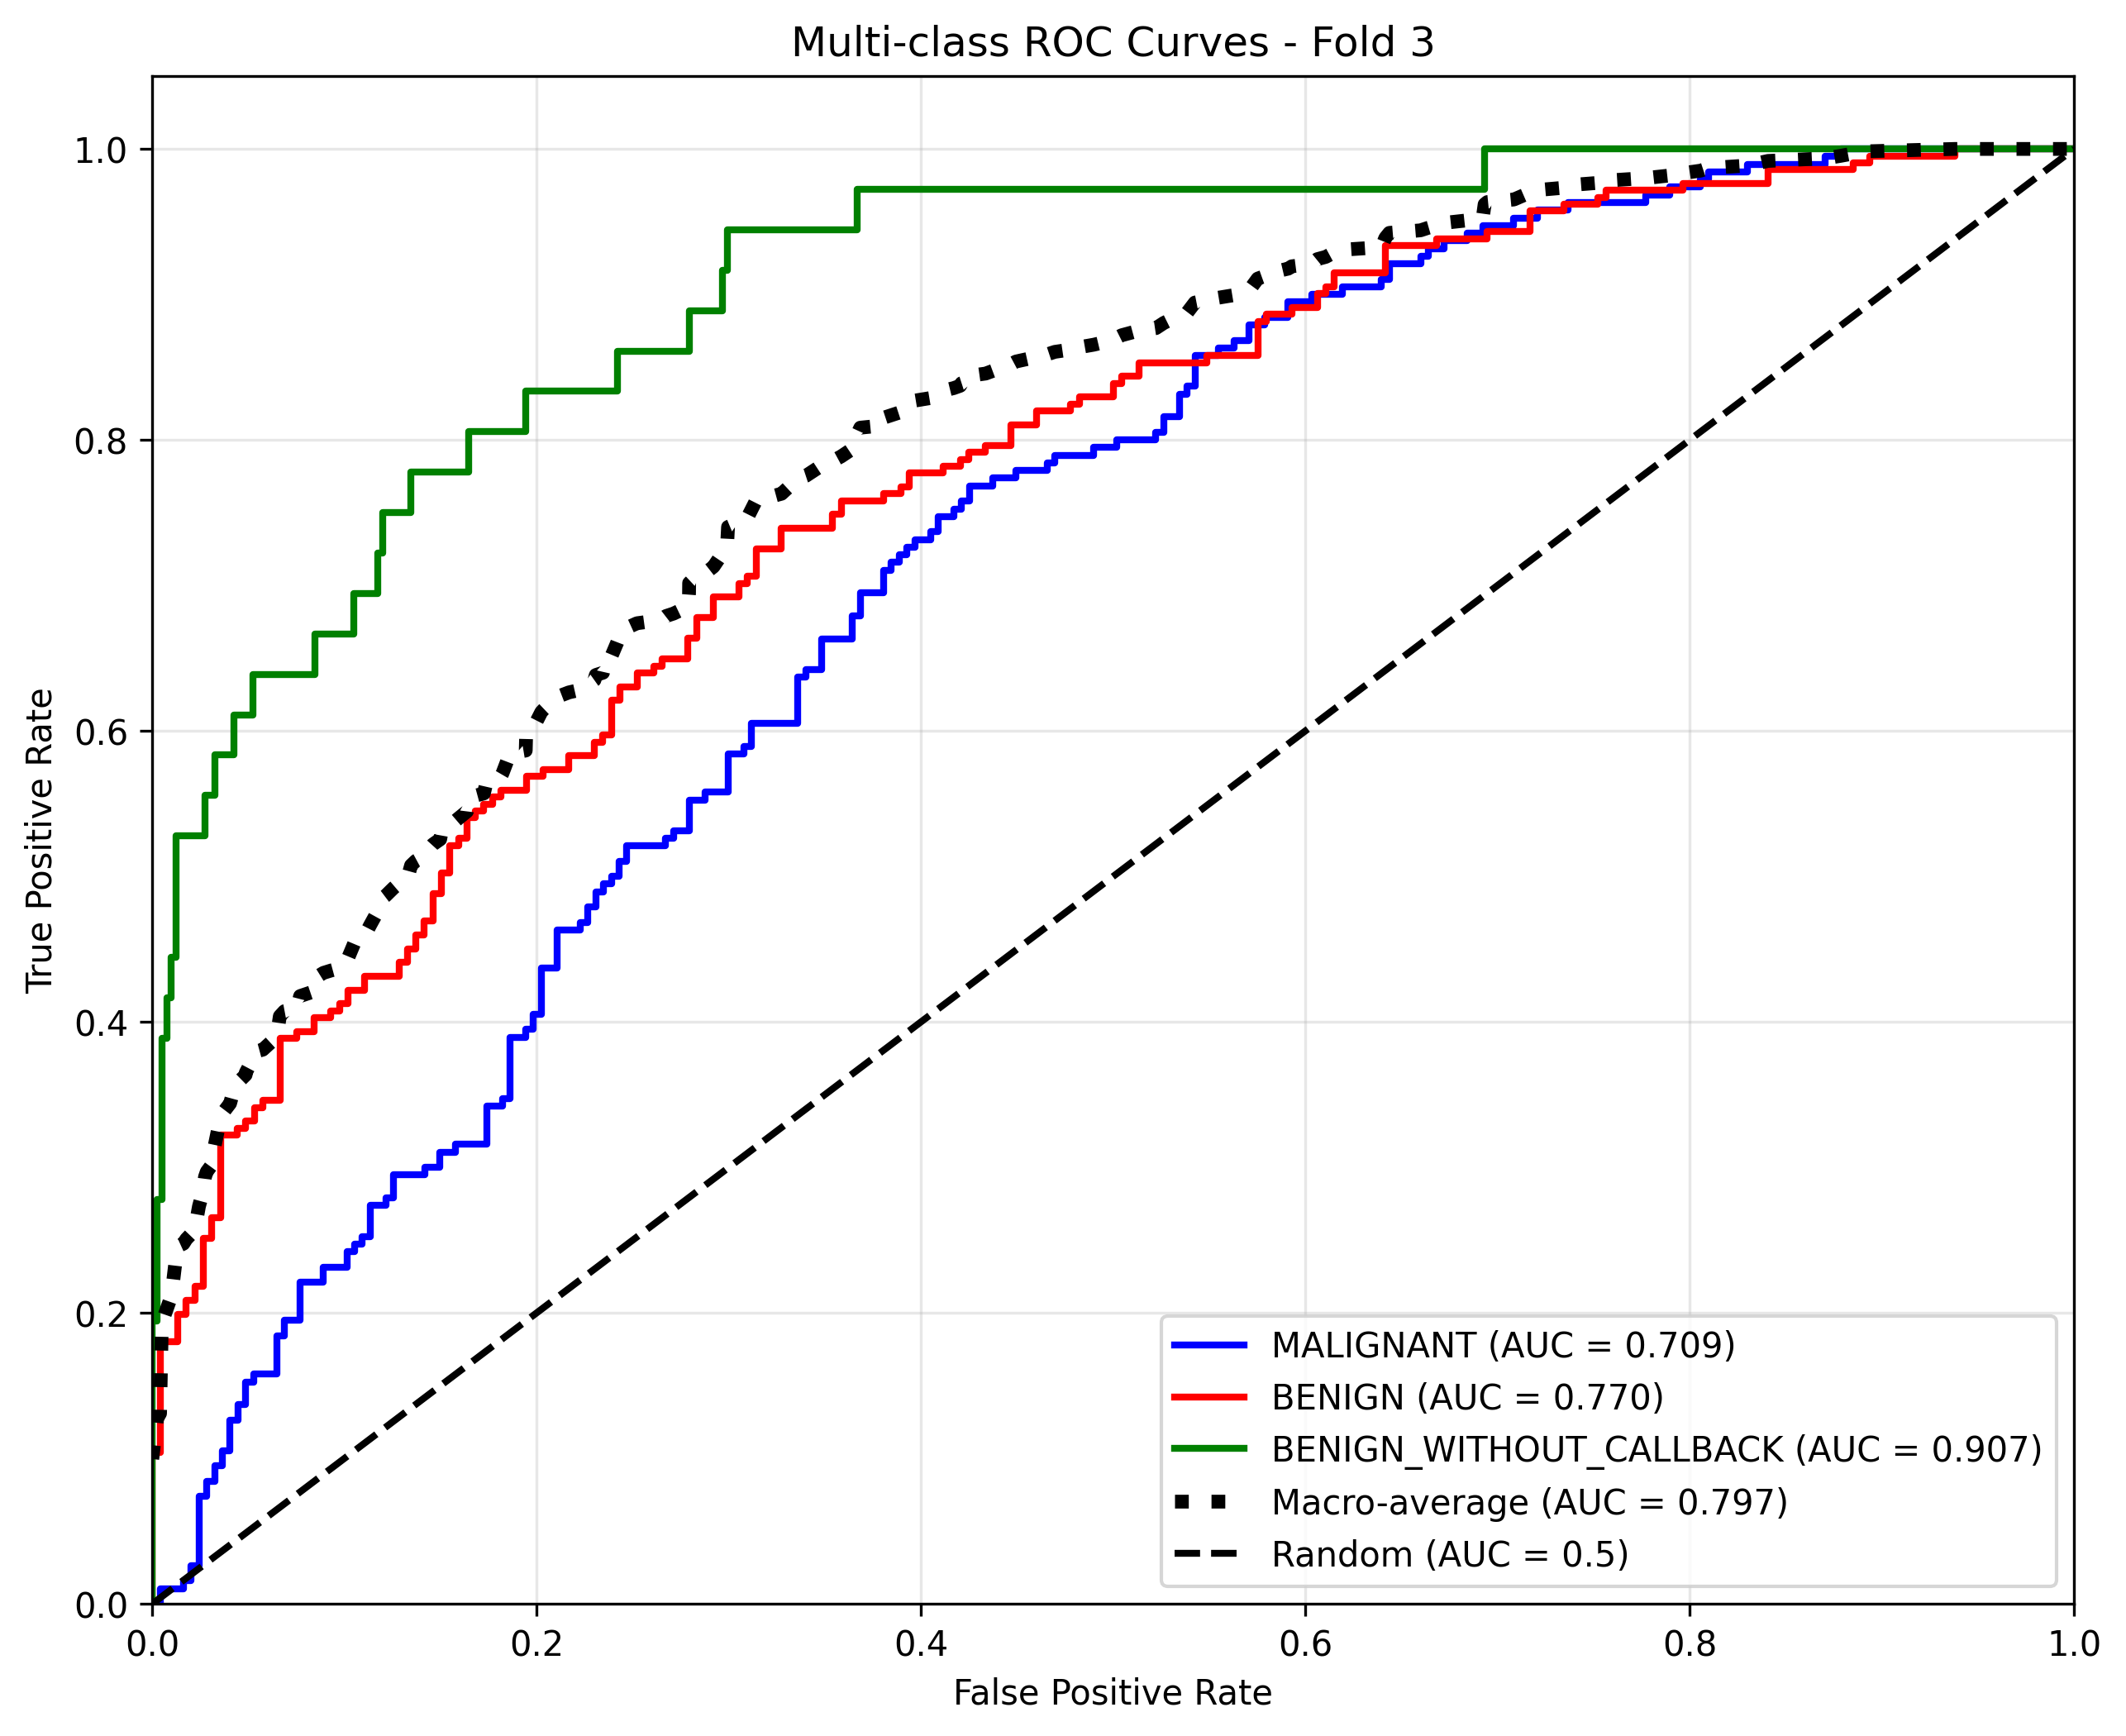 Multi-class ROC Curves - Fold 3
True Positive Rate
1.0
0.8
0.6
0.4
0.2
0.0
0.0 0.2 0.4 0.6 0.8 1.0
False Positive Rate
MALIGNANT (AUC = 0.709)
BENIGN (AUC = 0.770)
BENIGN_WITHOUT_CALLBACK (AUC = 0.907)
Macro-average (AUC = 0.797)
Random (AUC = 0.5)